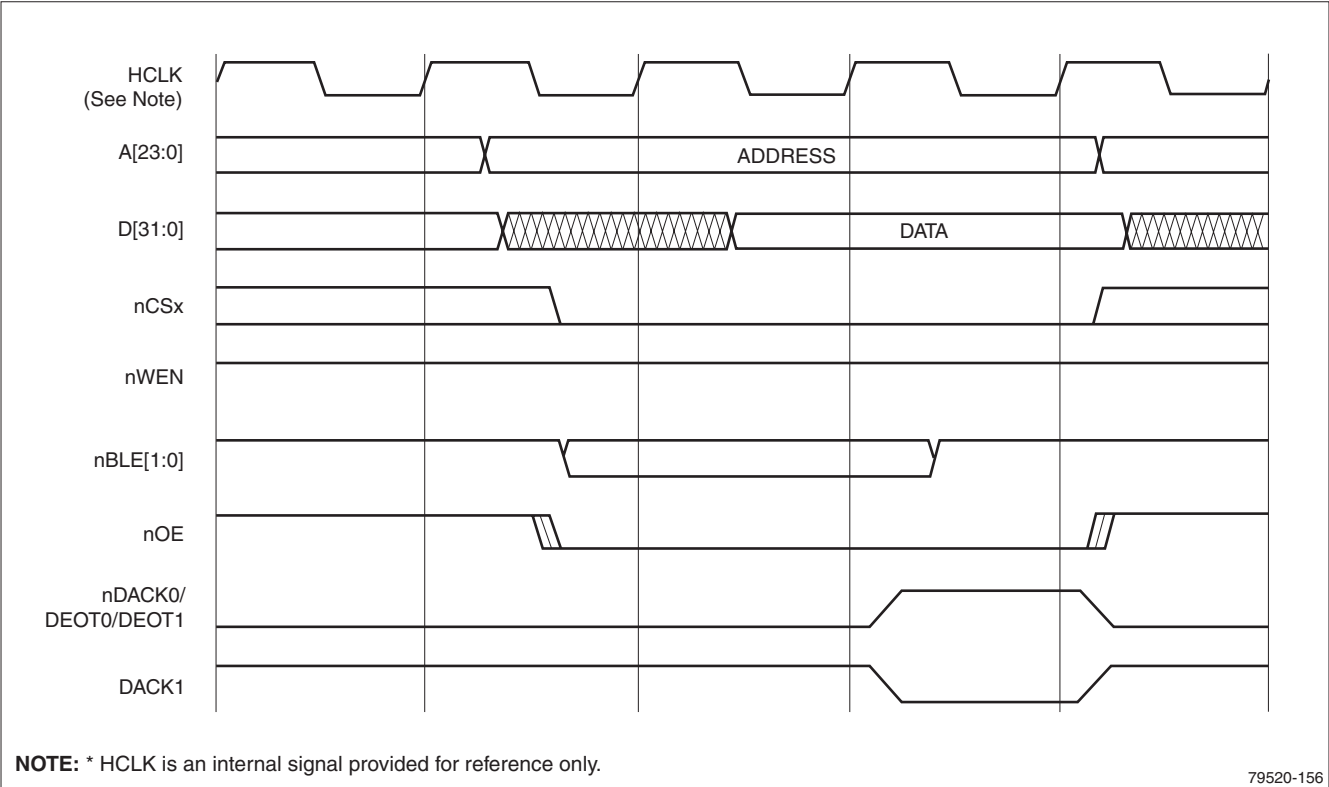 HCLK
(See Note)
A[23:0]
ADDRESS
D[31:0]
DATA
nCSx
nWEN
nBLE[1:0]
nOE
nDACK0/
DEOT0/DEOT1
DACK1
NOTE: * HCLK is an internal signal provided for reference only.
79520-156